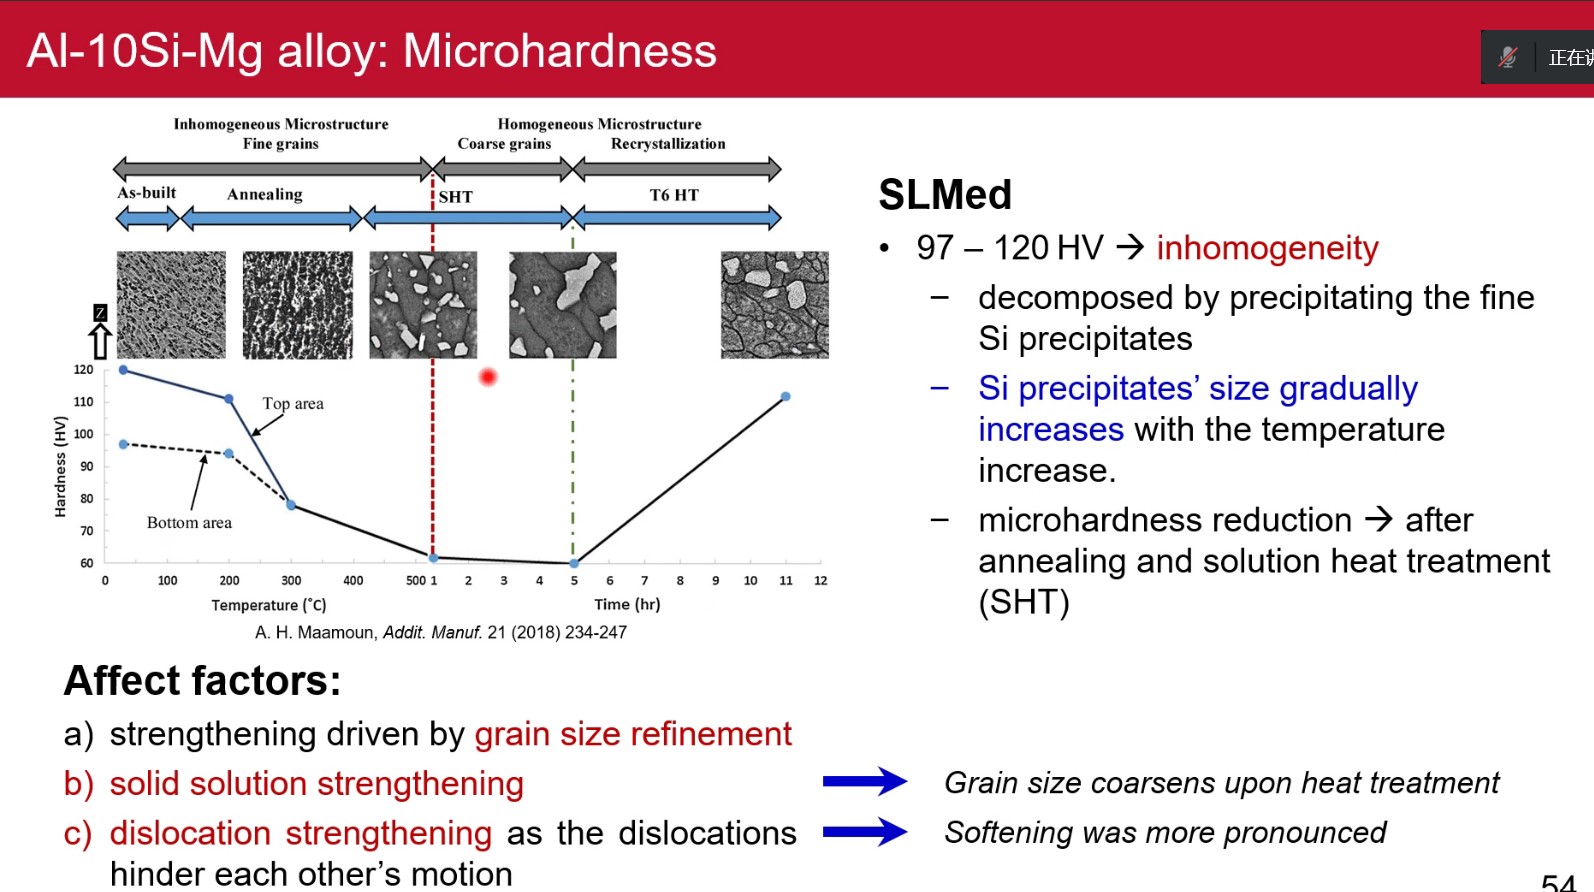 Al-10Si-Mg alloy: Microhardness
正在讲
Inhomogeneous Microstructure
Fine grains
Homogeneous Microstructure
Coarse grains
Recrystallization
As-built
Annealing
SHT
T6 HT
Z
120
110
100
90
80
70
60
Hardness (HV)
Top area
Bottom area
0 100 200 300 400 500 1 2 3 4 5 6 7 8 9 10 11 12
Temperature (˚C)
Time (hr)
A. H. Maamoun, Addit. Manuf. 21 (2018) 234-247
SLMed
• 97 – 120 HV → inhomogeneity
– decomposed by precipitating the fine
Si precipitates
– Si precipitates’ size gradually
increases with the temperature
increase.
– microhardness reduction → after
annealing and solution heat treatment
(SHT)
Affect factors:
a) strengthening driven by grain size refinement
b) solid solution strengthening
c) dislocation strengthening as the dislocations
hinder each other’s motion
Grain size coarsens upon heat treatment
Softening was more pronounced
54